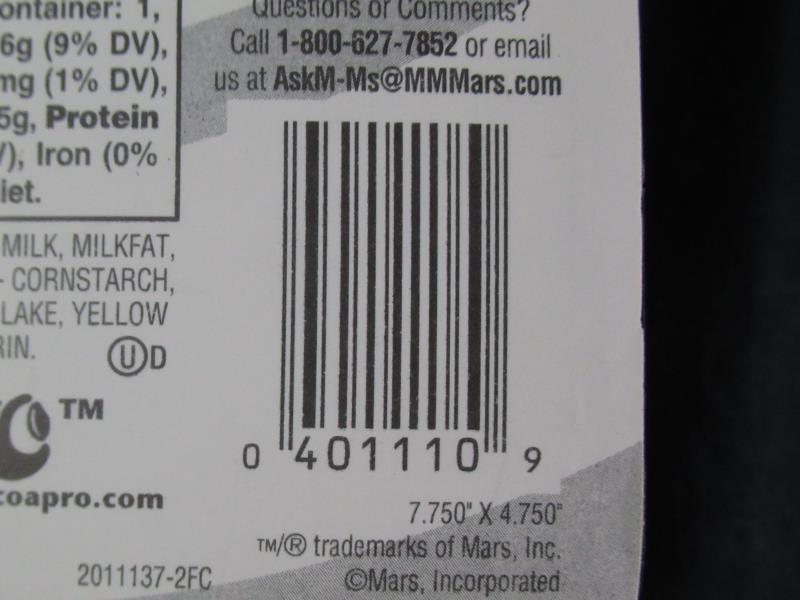 ontainer: 1,
6g (9% DV),
mg (1% DV),
5g, Protein
), Iron (0%
iet.
Questions or Comments?
Call 1-800-627-7852 or email
us at AskM-Ms@MMMars.com
MILK, MILKFAT,
- CORNSTARCH,
LAKE, YELLOW
RIN.
U D
TM
coapro.com
0 401110 9
7.750" X 4.750"
TM/® trademarks of Mars, Inc.
2011137-2FC
©Mars, Incorporated